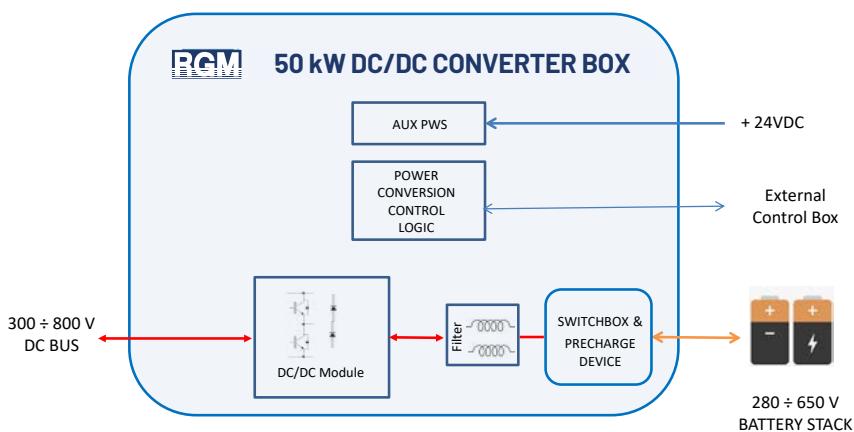 RGM 50 kW DC/DC CONVERTER BOX
AUX PWS
+ 24VDC
POWER
CONVERSION
CONTROL
LOGIC
External
Control Box
300 ÷ 800 V
DC BUS
DC/DC Module
Filter
SWITCHBOX &
PRECHARGE
DEVICE
280 ÷ 650 V
BATTERY STACK